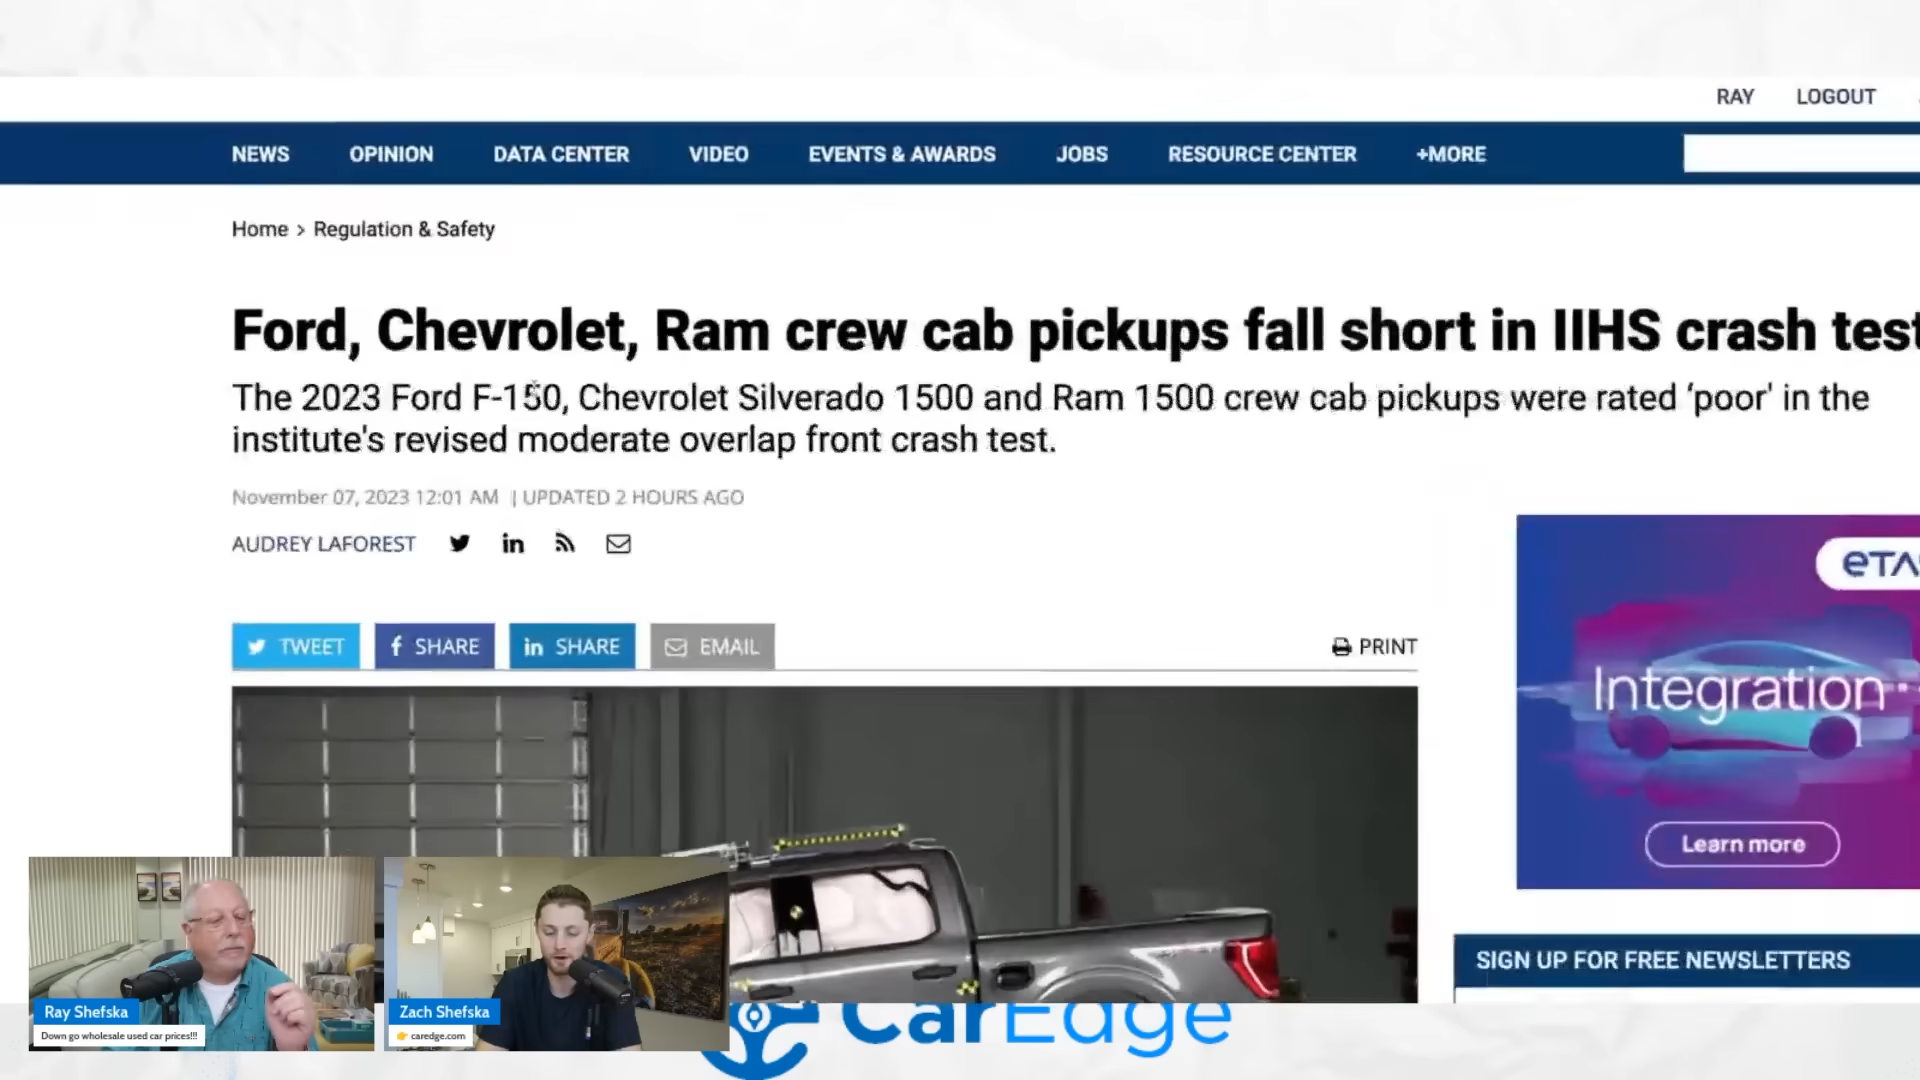 RAY LOGOUT
NEWS OPINION DATA CENTER VIDEO EVENTS & AWARDS JOBS RESOURCE CENTER +MORE
Home > Regulation & Safety
Ford, Chevrolet, Ram crew cab pickups fall short in IIHS crash test
The 2023 Ford F-150, Chevrolet Silverado 1500 and Ram 1500 crew cab pickups were rated ‘poor' in the
institute's revised moderate overlap front crash test.
November 07, 2023 12:01 AM | UPDATED 2 HOURS AGO
AUDREY LAFOREST
TWEET SHARE SHARE EMAIL PRINT
Integration
Learn more
SIGN UP FOR FREE NEWSLETTERS
Ray Shefska
Down go wholesale used car prices!!!
Zach Shefska
👉 caredge.com
CarEdge